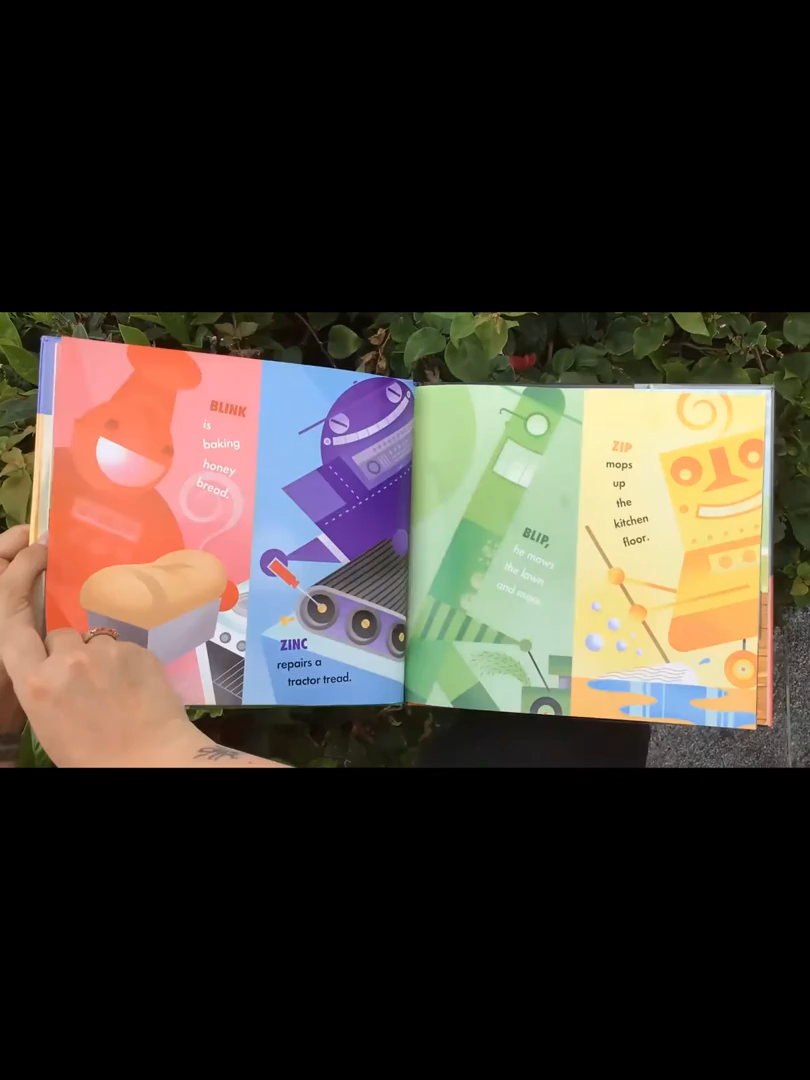 BLINK
is
baking
honey
bread.
ZINC
repairs a
tractor tread.
BLIP,
he mows
the lawn
and more.
ZIP
mops
up
the
kitchen
floor.